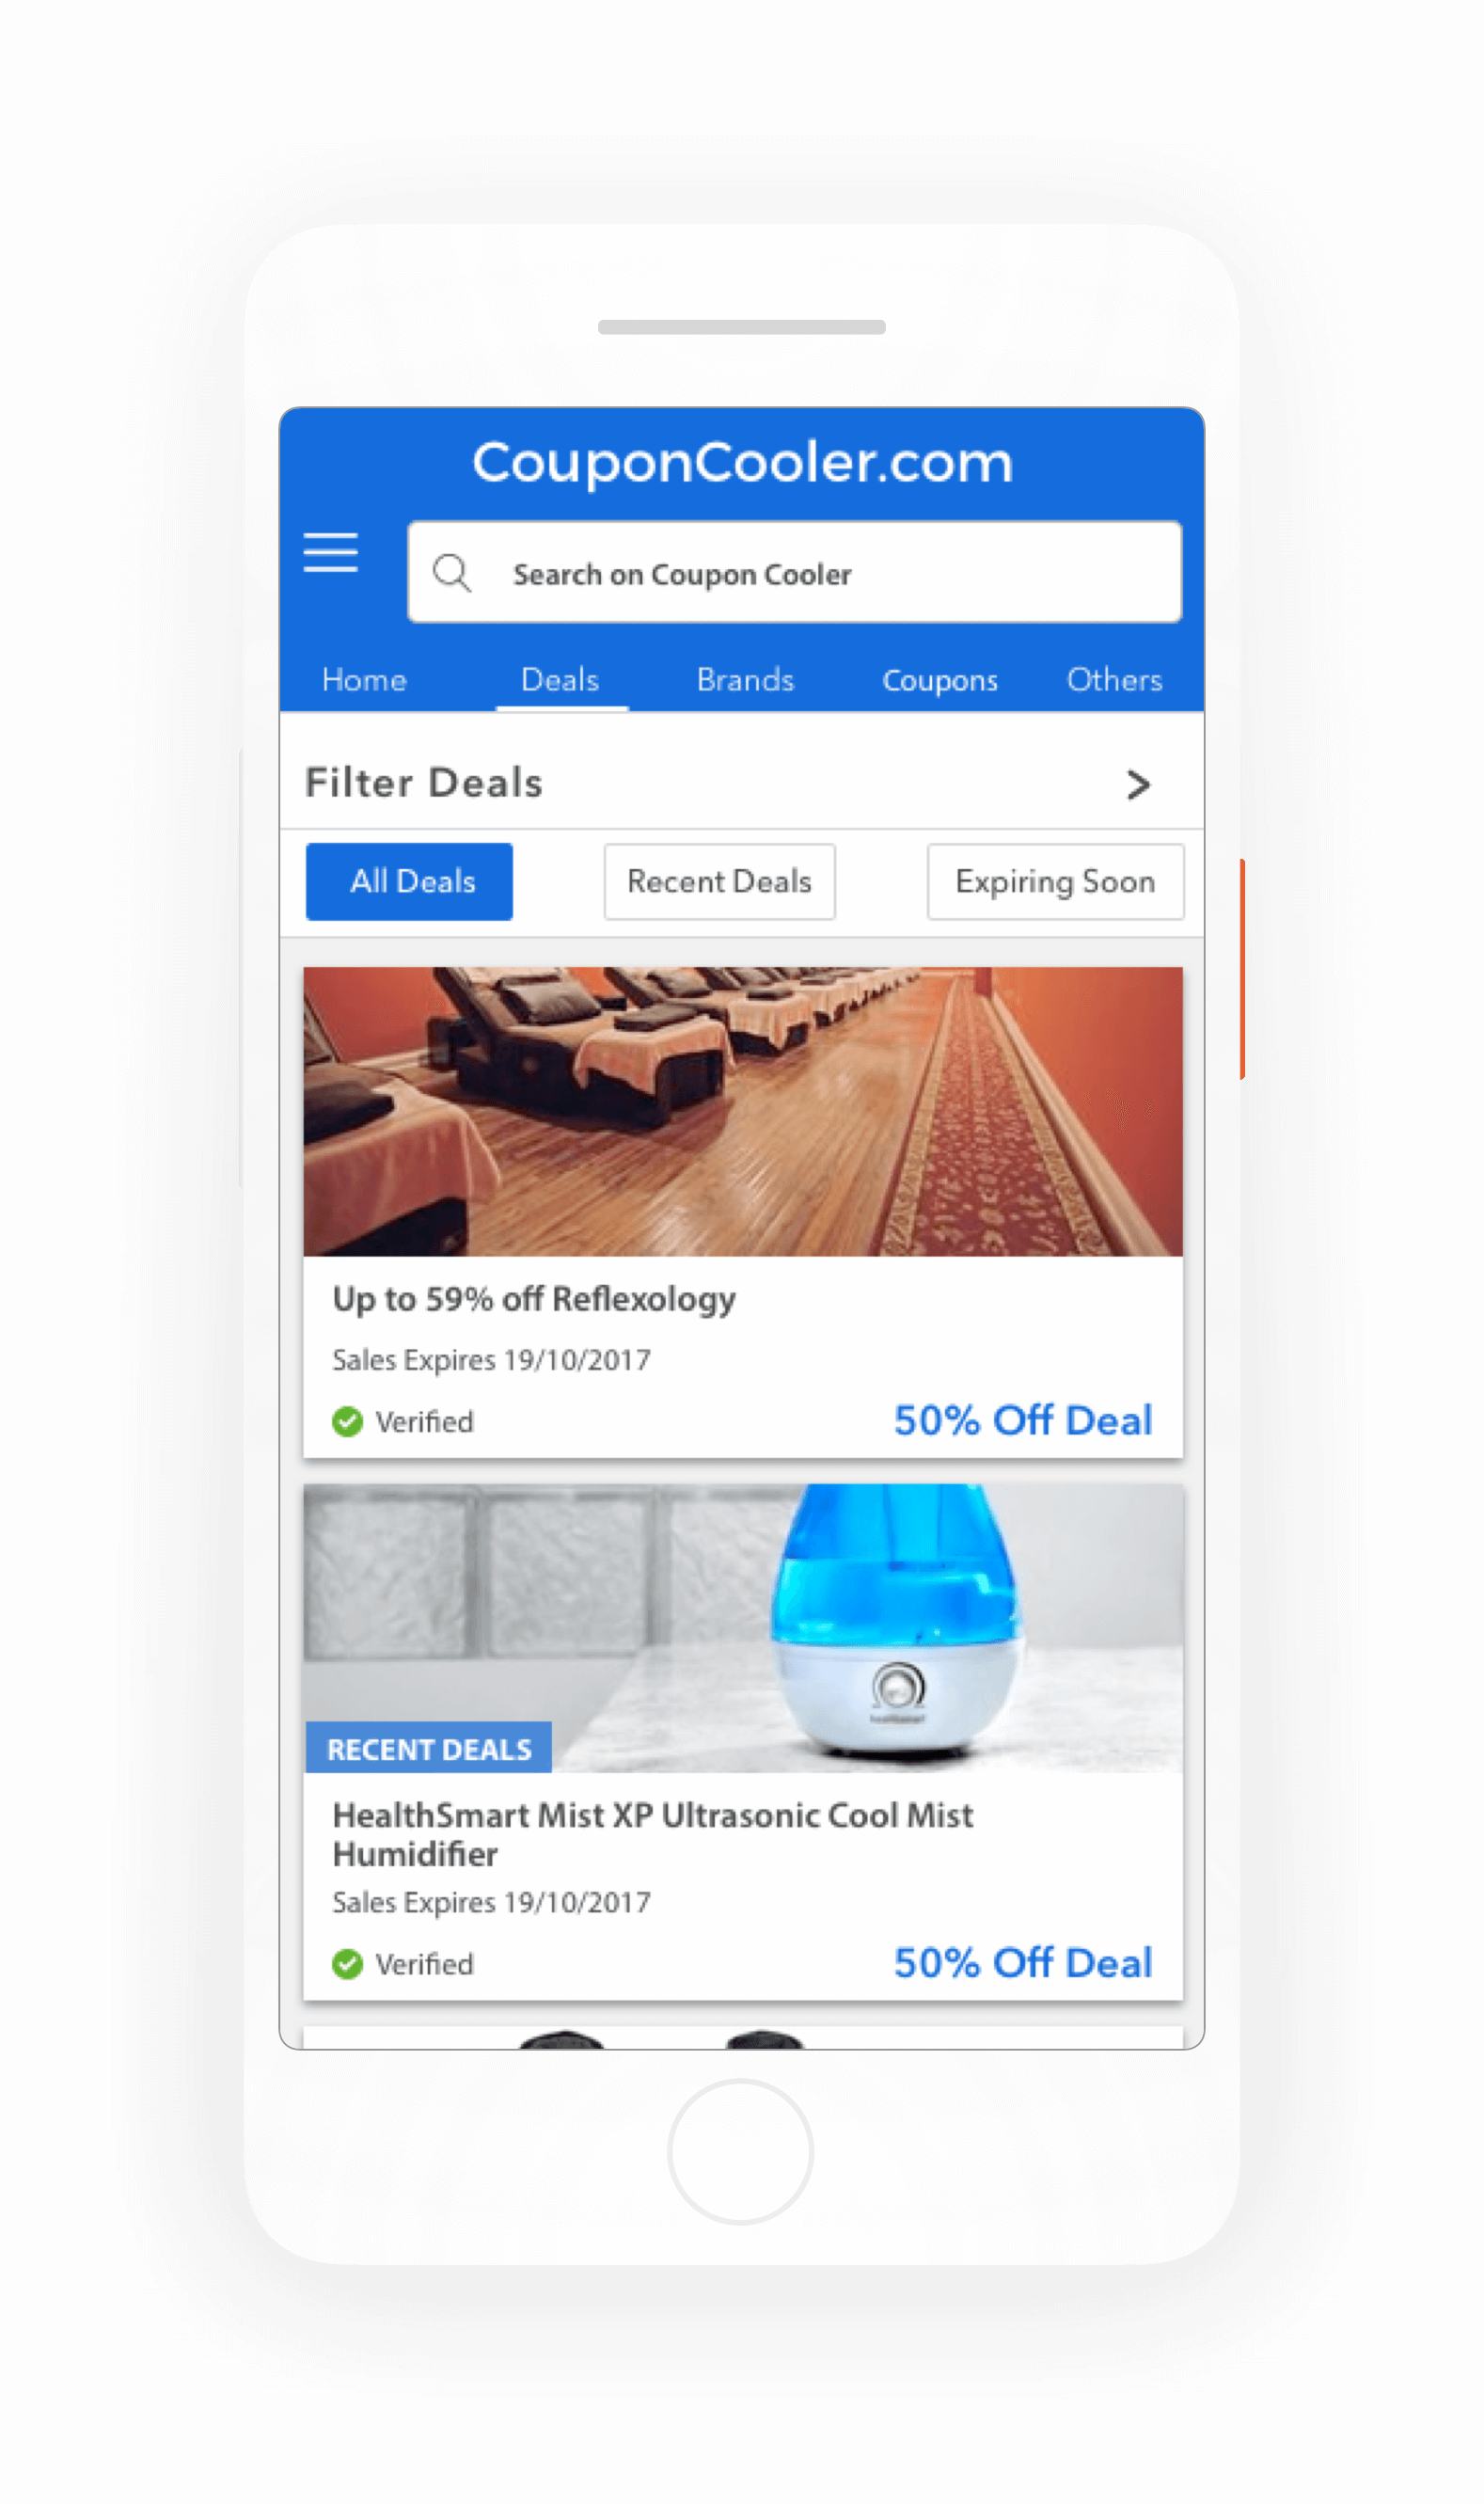 CouponCooler.com
Search on Coupon Cooler
Home Deals Brands Coupons Others
Filter Deals
All Deals Recent Deals Expiring Soon
Up to 59% off Reflexology
Sales Expires 19/10/2017
Verified 50% Off Deal
RECENT DEALS
HealthSmart Mist XP Ultrasonic Cool Mist
Humidifier
Sales Expires 19/10/2017
Verified 50% Off Deal